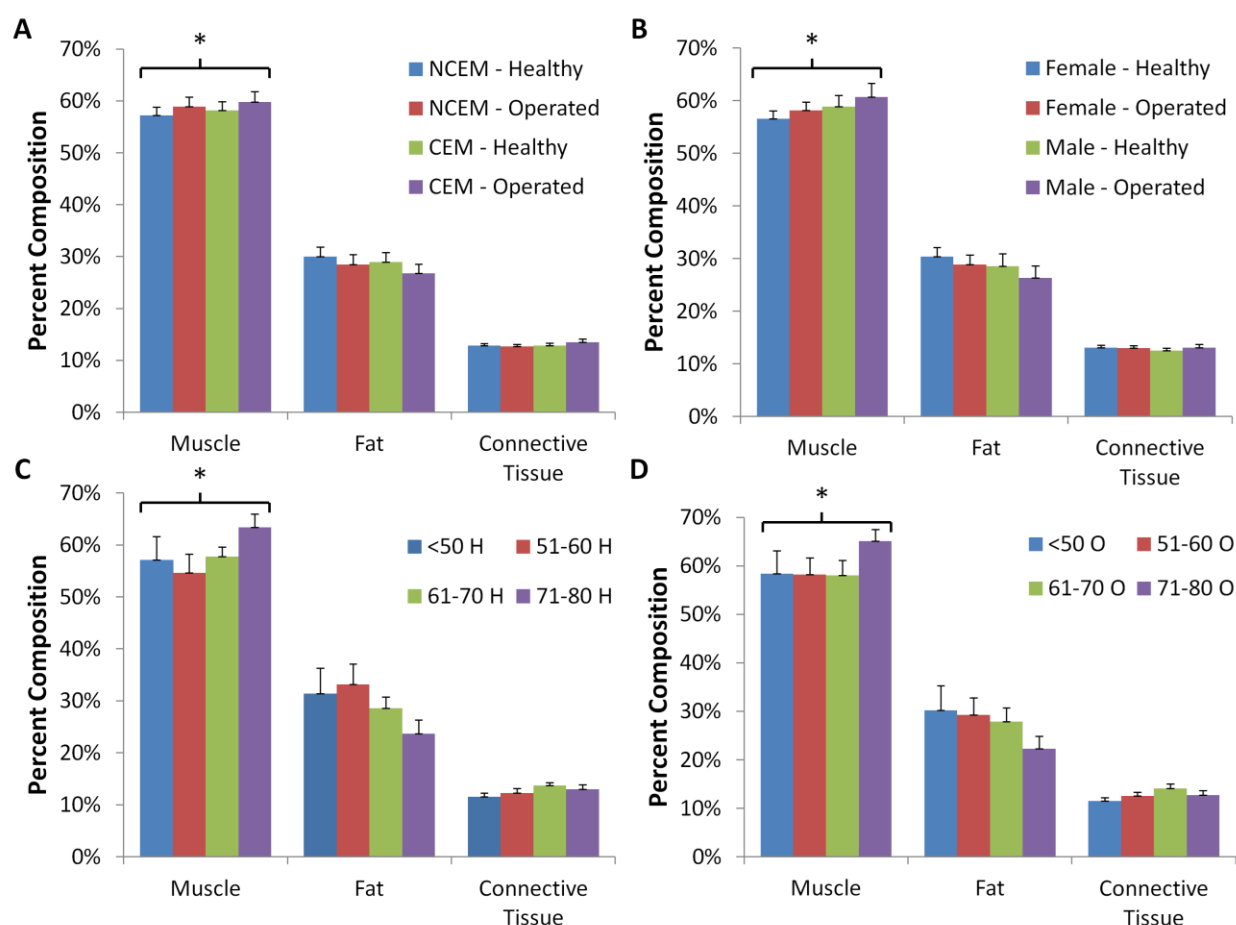 A
*
70%
60%
50%
40%
30%
20%
10%
0%
Percent Composition
NCEM - Healthy
NCEM - Operated
CEM - Healthy
CEM - Operated
Muscle
Fat
Connective
Tissue
B
*
70%
60%
50%
40%
30%
20%
10%
0%
Percent Composition
Female - Healthy
Female - Operated
Male - Healthy
Male - Operated
Muscle
Fat
Connective
Tissue
C
*
70%
60%
50%
40%
30%
20%
10%
0%
Percent Composition
<50 H 51-60 H
61-70 H 71-80 H
Muscle
Fat
Connective
Tissue
D
*
70%
60%
50%
40%
30%
20%
10%
0%
Percent Composition
<50 O 51-60 O
61-70 O 71-80 O
Muscle
Fat
Connective
Tissue